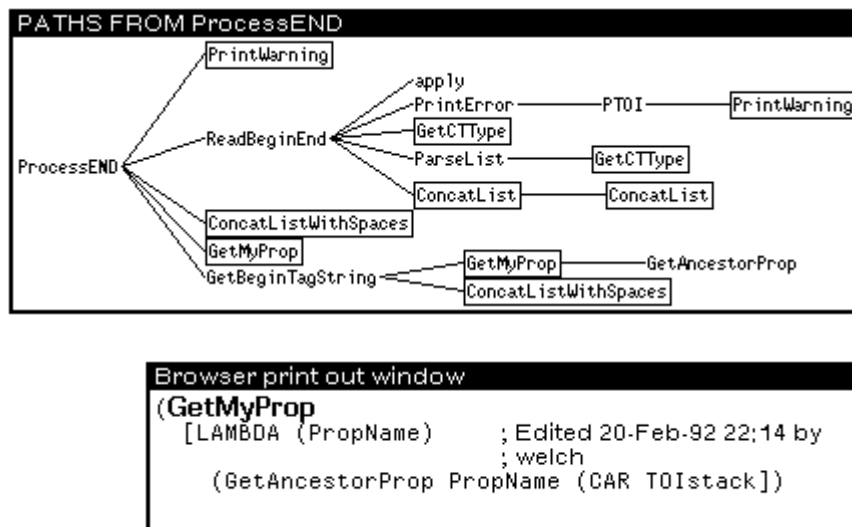 PATHS FROM ProcessEND
PrintWarning
apply
PrintError PTOI PrintWarning
GetCTType
ReadBeginEnd
ParseList GetCTType
ProcessEND
ConcatList ConcatList
ConcatListWithSpaces
GetMyProp
GetMyProp GetAncestorProp
GetBeginTagString
ConcatListWithSpaces
Browser print out window
(GetMyProp
[LAMBDA (PropName) ; Edited 20-Feb-92 22:14 by
; welch
(GetAncestorProp PropName (CAR TOIstack])